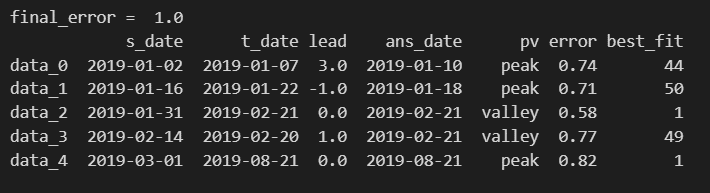 final_error =  1.0
            s_date      t_date lead    ans_date      pv error best_fit
data_0  2019-01-02  2019-01-07  3.0  2019-01-10    peak  0.74       44
data_1  2019-01-16  2019-01-22 -1.0  2019-01-18    peak  0.71       50
data_2  2019-01-31  2019-02-21  0.0  2019-02-21  valley  0.58        1
data_3  2019-02-14  2019-02-20  1.0  2019-02-21  valley  0.77       49
data_4  2019-03-01  2019-08-21  0.0  2019-08-21    peak  0.82        1